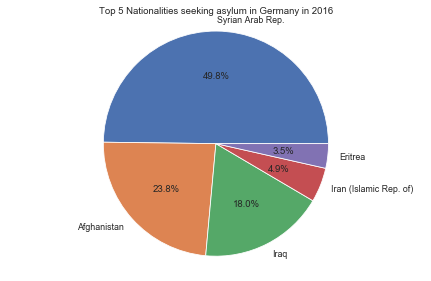 Top 5 Nationalities seeking asylum in Germany in 2016
Syrian Arab Rep.
49.8%
3.5%
Eritrea
4.9%
Iran (Islamic Rep. of)
23.8%
18.0%
Afghanistan
Iraq